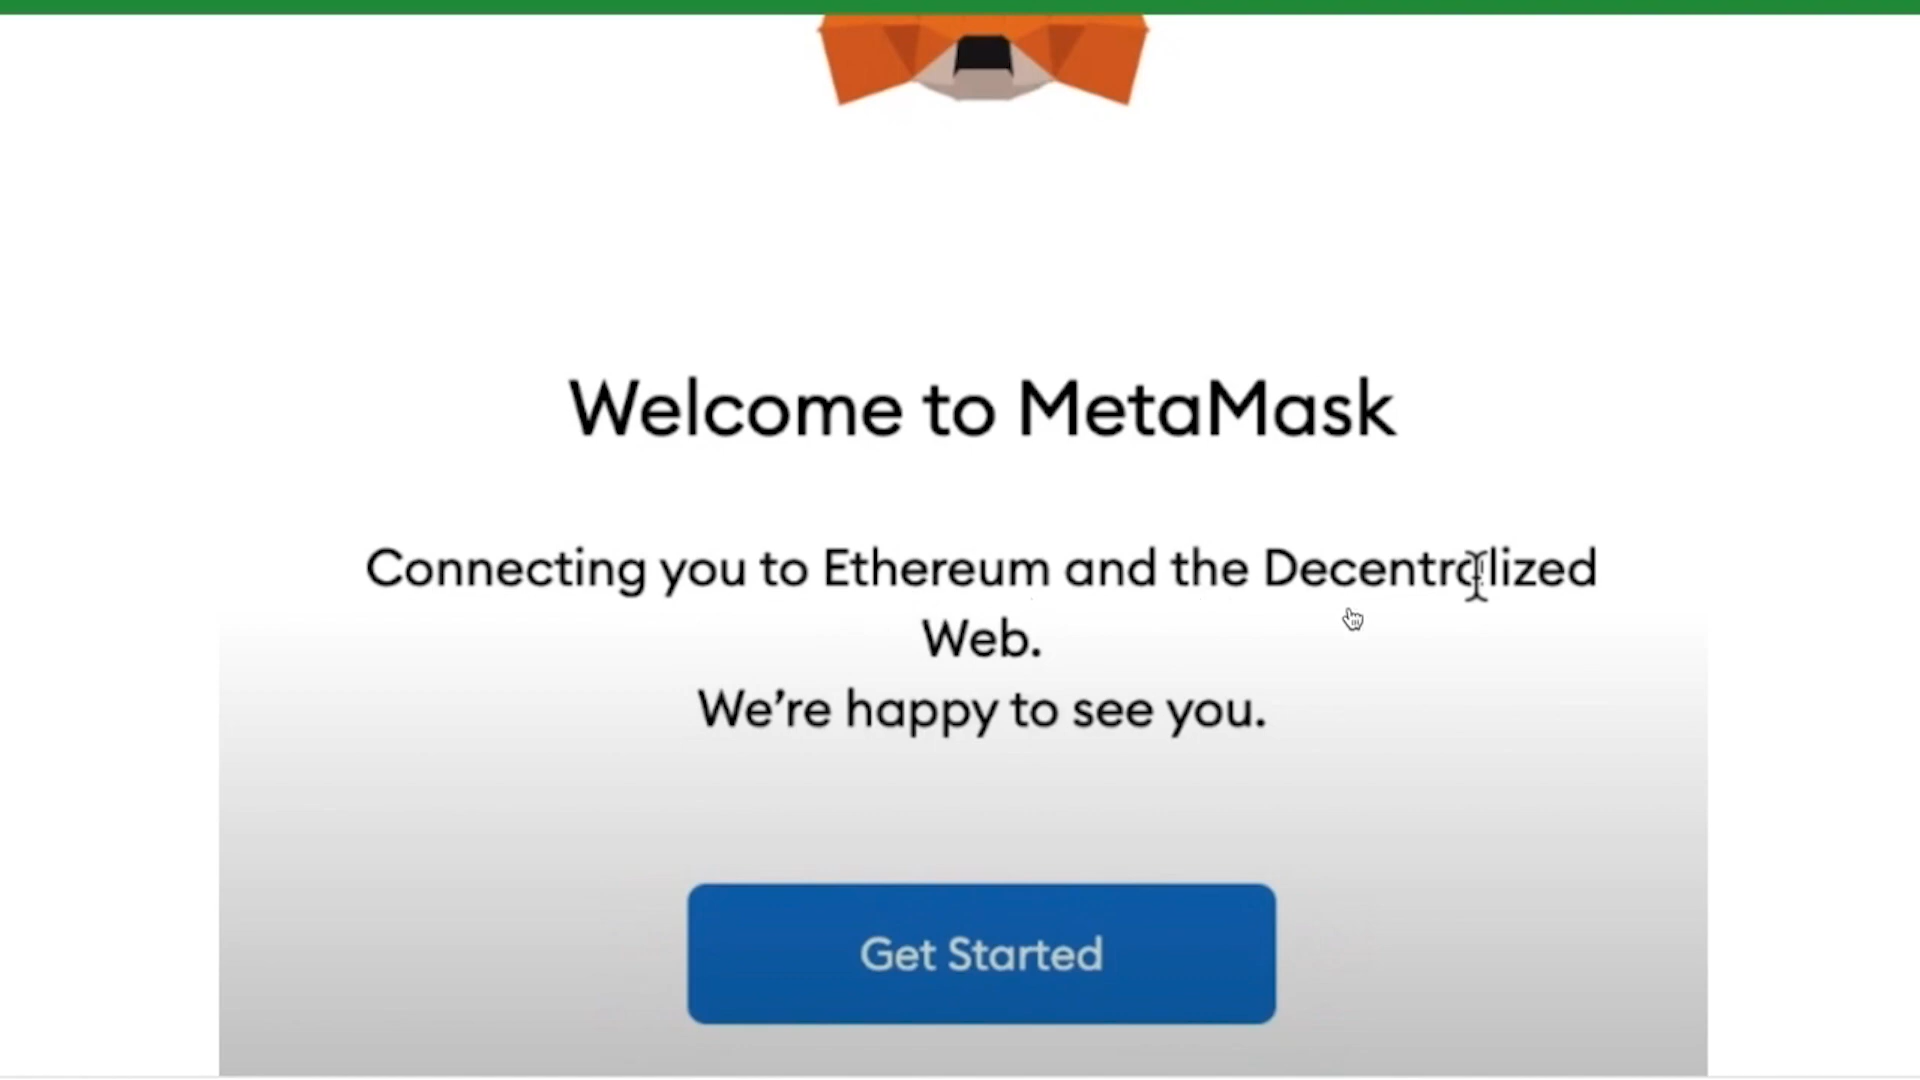 Welcome to MetaMask
Connecting you to Ethereum and the Decentralized
Web.
We're happy to see you.
Get Started